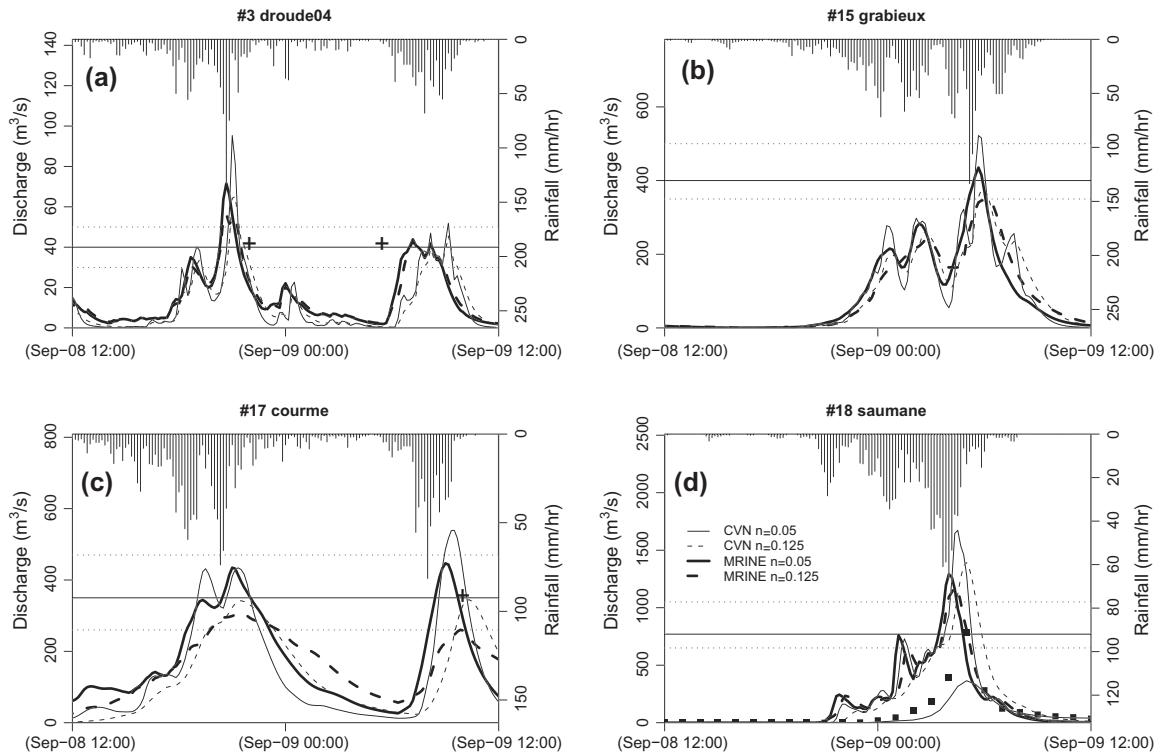 #3 droude04
(a)
Discharge (m³/s)
0 20 40 60 80 100 120 140
Rainfall (mm/hr)
0 50 100 150 200 250
(Sep−08 12:00) (Sep−09 00:00) (Sep−09 12:00)
#15 grabieux
(b)
Discharge (m³/s)
0 200 400 600
Rainfall (mm/hr)
0 50 100 150 200 250
(Sep−08 12:00) (Sep−09 00:00) (Sep−09 12:00)
#17 courme
(c)
Discharge (m³/s)
0 200 400 600 800
Rainfall (mm/hr)
0 50 100 150
(Sep−08 12:00) (Sep−09 00:00) (Sep−09 12:00)
#18 saumane
(d)
Discharge (m³/s)
0 500 1000 1500 2000 2500
Rainfall (mm/hr)
0 20 40 60 80 100 120
CVN n=0.05
CVN n=0.125
MRINE n=0.05
MRINE n=0.125
(Sep−08 12:00) (Sep−09 00:00) (Sep−09 12:00)